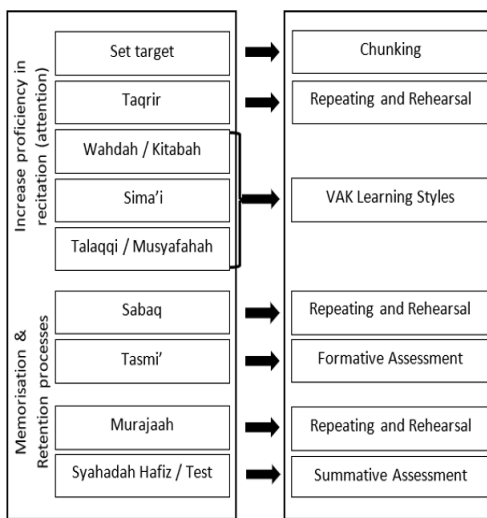 Increase proficiency in
recitation (attention)
Set target
Chunking
Taqrir
Repeating and Rehearsal
Wahdah / Kitabah
Sima'i
VAK Learning Styles
Talaqqi / Musyafahah
Memorisation &
Retention processes
Sabaq
Repeating and Rehearsal
Tasmi'
Formative Assessment
Murajaah
Repeating and Rehearsal
Syahadah Hafiz / Test
Summative Assessment